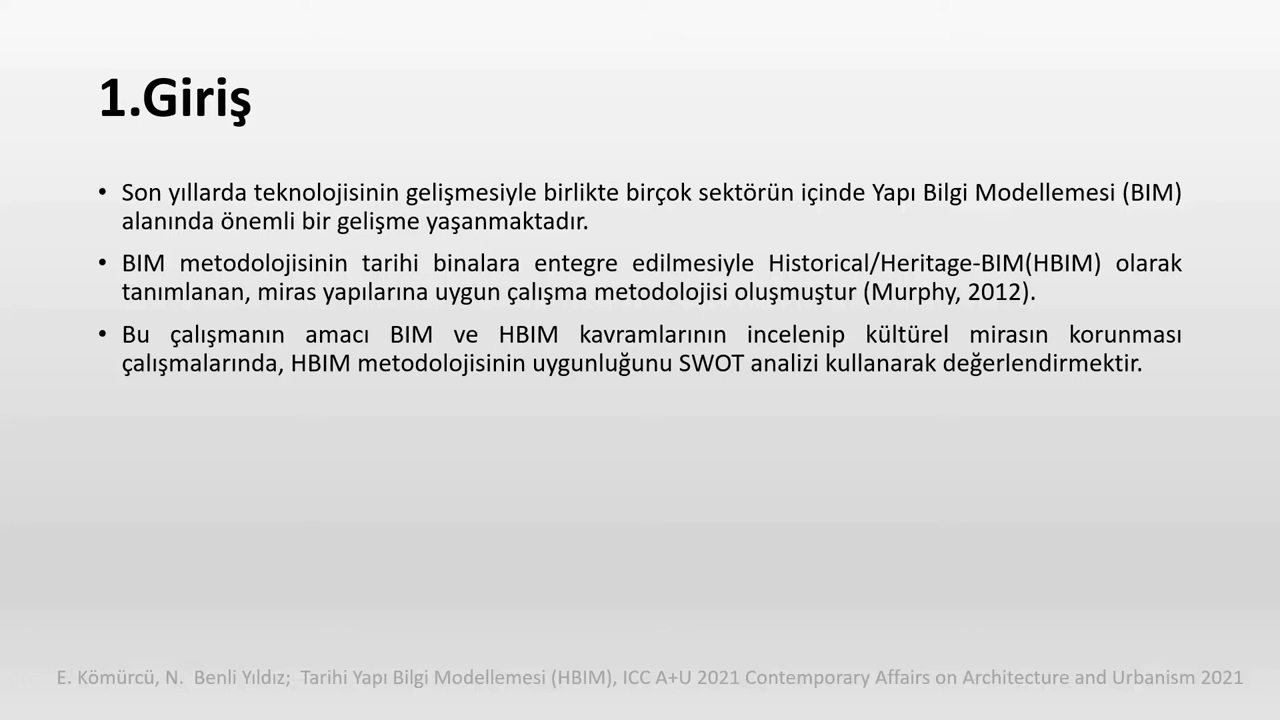 1.Giriş
• Son yıllarda teknolojisinin gelişmesiyle birlikte birçok sektörün içinde Yapı Bilgi Modellemesi (BIM)
alanında önemli bir gelişme yaşanmaktadır.
• BIM metodolojisinin tarihi binalara entegre edilmesiyle Historical/Heritage-BIM(HBIM) olarak
tanımlanan, miras yapılarına uygun çalışma metodolojisi oluşmuştur (Murphy, 2012).
• Bu çalışmanın amacı BIM ve HBIM kavramlarının incelenip kültürel mirasın korunması
çalışmalarında, HBIM metodolojisinin uygunluğunu SWOT analizi kullanarak değerlendirmektir.
E. Kömürcü, N. Benli Yıldız; Tarihi Yapı Bilgi Modellemesi (HBIM), ICC A+U 2021 Contemporary Affairs on Architecture and Urbanism 2021